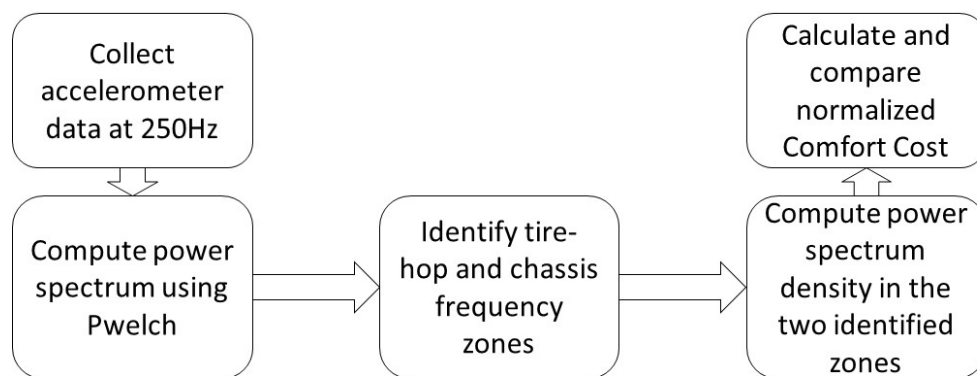 Collect
accelerometer
data at 250Hz
Compute power
spectrum using
Pwelch
Identify tire-
hop and chassis
frequency
zones
Compute power
spectrum
density in the
two identified
zones
Calculate and
compare
normalized
Comfort Cost